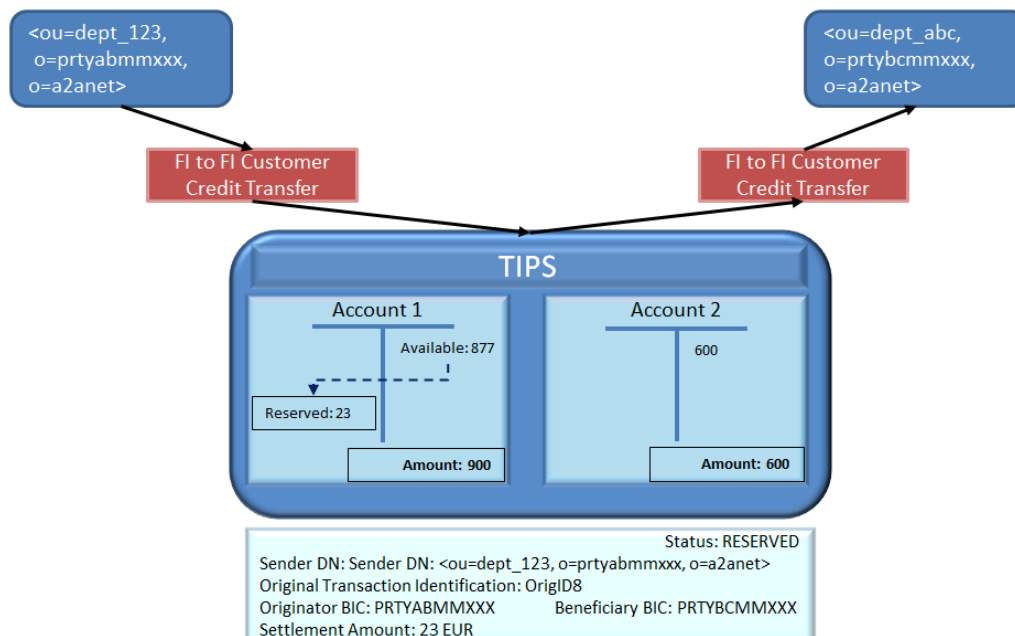 <ou=dept_123,
o=prtyabmmxxx,
o=a2anet>
<ou=dept_abc,
o=prtybcmmxxx,
o=a2anet>
FI to FI Customer
Credit Transfer
FI to FI Customer
Credit Transfer
TIPS
Account 1
Available: 877
Reserved: 23
Amount: 900
Account 2
600
Amount: 600
Status: RESERVED
Sender DN: Sender DN: <ou=dept_123, o=prtyabmmxxx, o=a2anet>
Original Transaction Identification: OrigID8
Originator BIC: PRTYABMMXXX Beneficiary BIC: PRTYBCMMXXX
Settlement Amount: 23 EUR